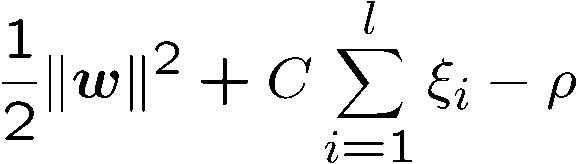 \frac{1}{2}\|\boldsymbol{w}\|^2 + C \sum_{i=1}^{l} \xi_i - \rho